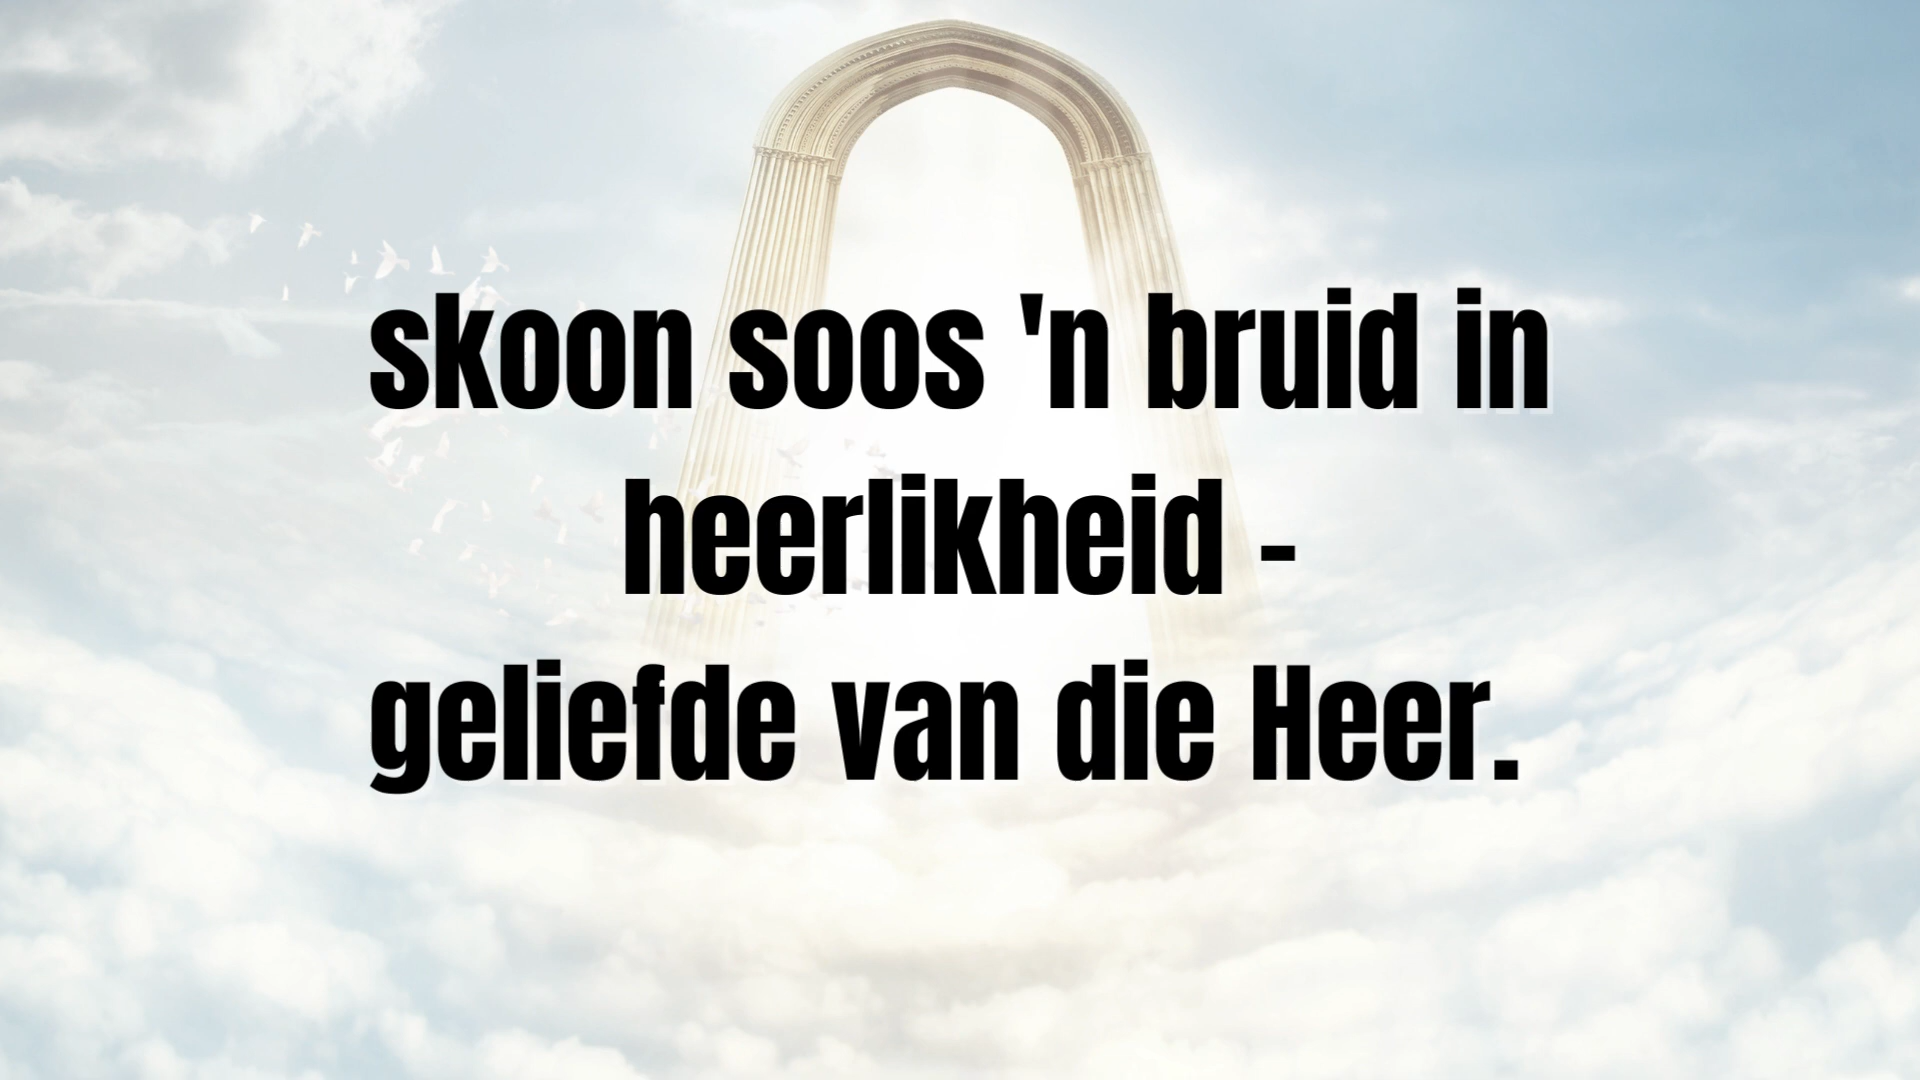 skoon soos 'n bruid in
heerlikheid -
geliefde van die Heer.